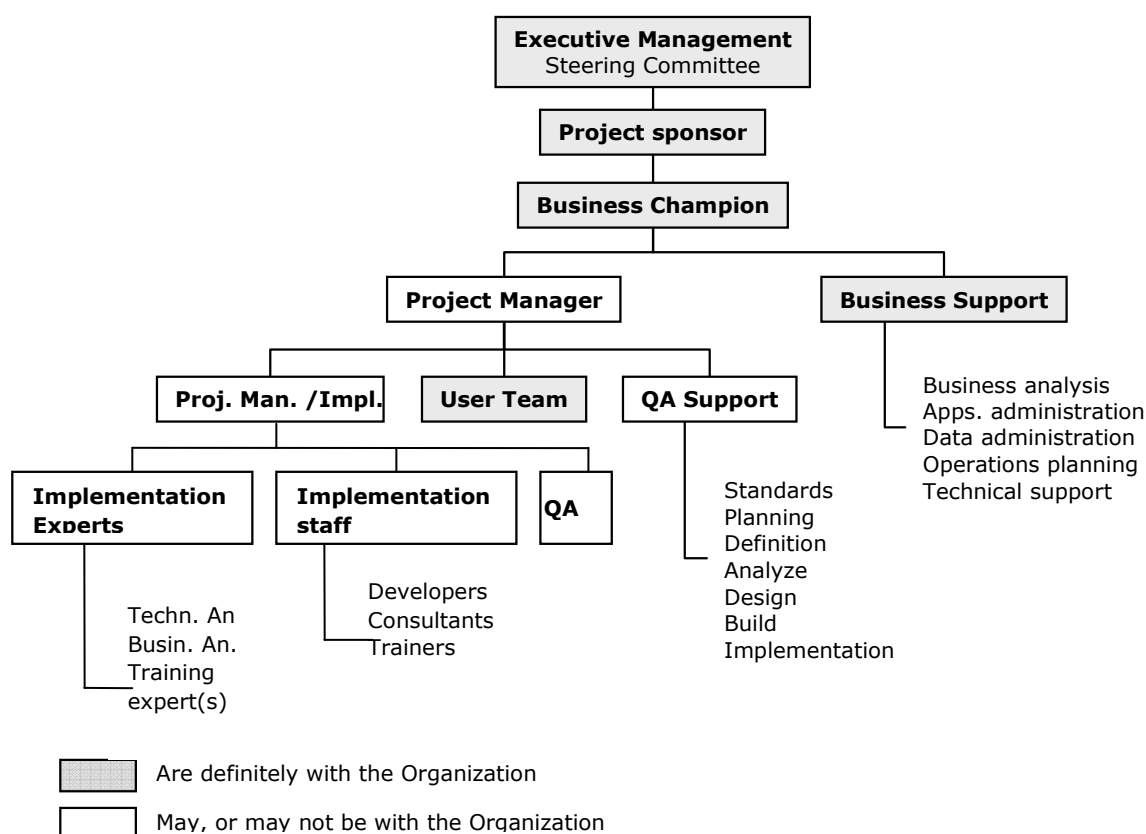 Executive Management
Steering Committee
Project sponsor
Business Champion
Project Manager
Business Support
Proj. Man. /Impl.
User Team
QA Support
Business analysis
Apps. administration
Data administration
Operations planning
Technical support
Implementation
Experts
Implementation
staff
QA
Standards
Planning
Definition
Analyze
Design
Build
Implementation
Developers
Consultants
Trainers
Techn. An
Busin. An.
Training
expert(s)
Are definitely with the Organization
May, or may not be with the Organization